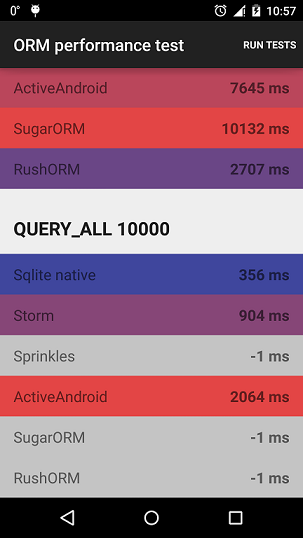 0° 10:57
ORM performance test RUN TESTS
ActiveAndroid 7645 ms
SugarORM 10132 ms
RushORM 2707 ms
QUERY_ALL 10000
Sqlite native 356 ms
Storm 904 ms
Sprinkles -1 ms
ActiveAndroid 2064 ms
SugarORM -1 ms
RushORM -1 ms